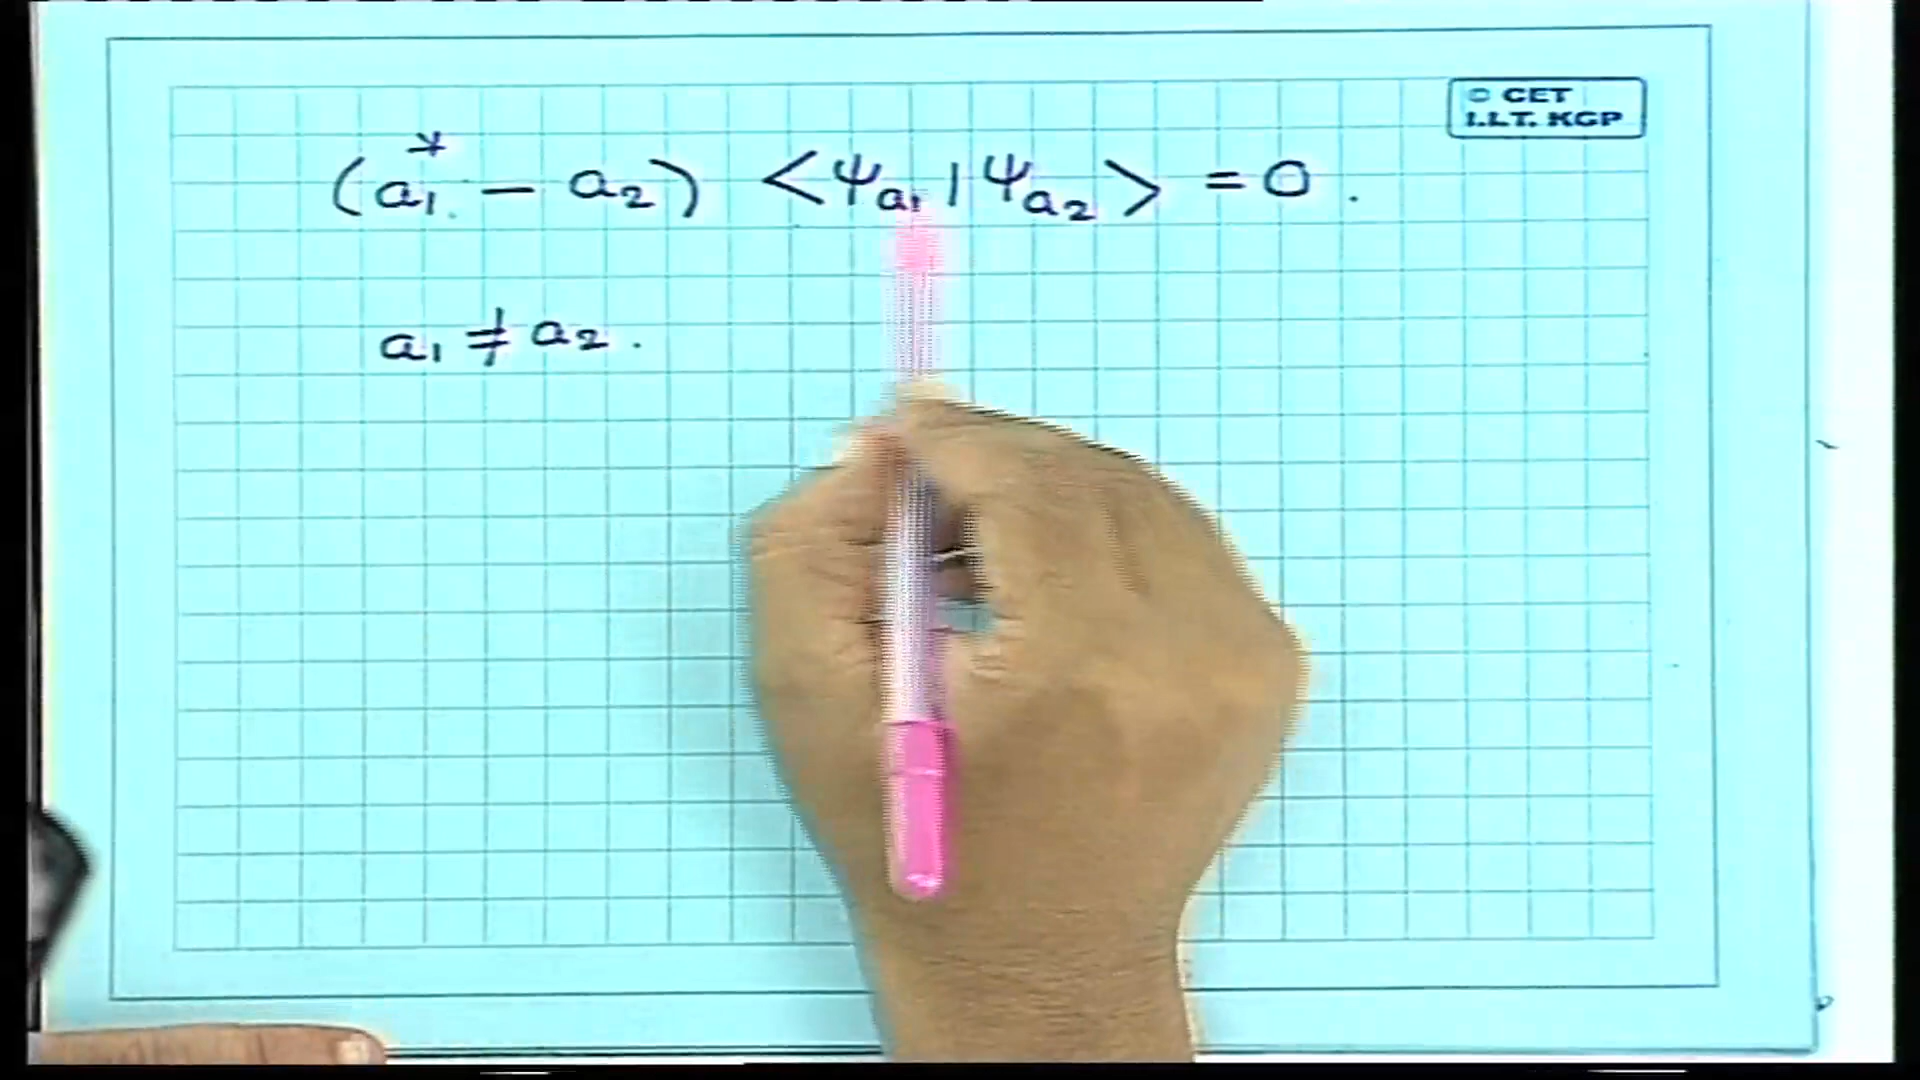 © CET
I.I.T. KGP
(a₁* − a₂) <ψₐ₁|ψₐ₂> = 0 .
a₁ ≠ a₂ .